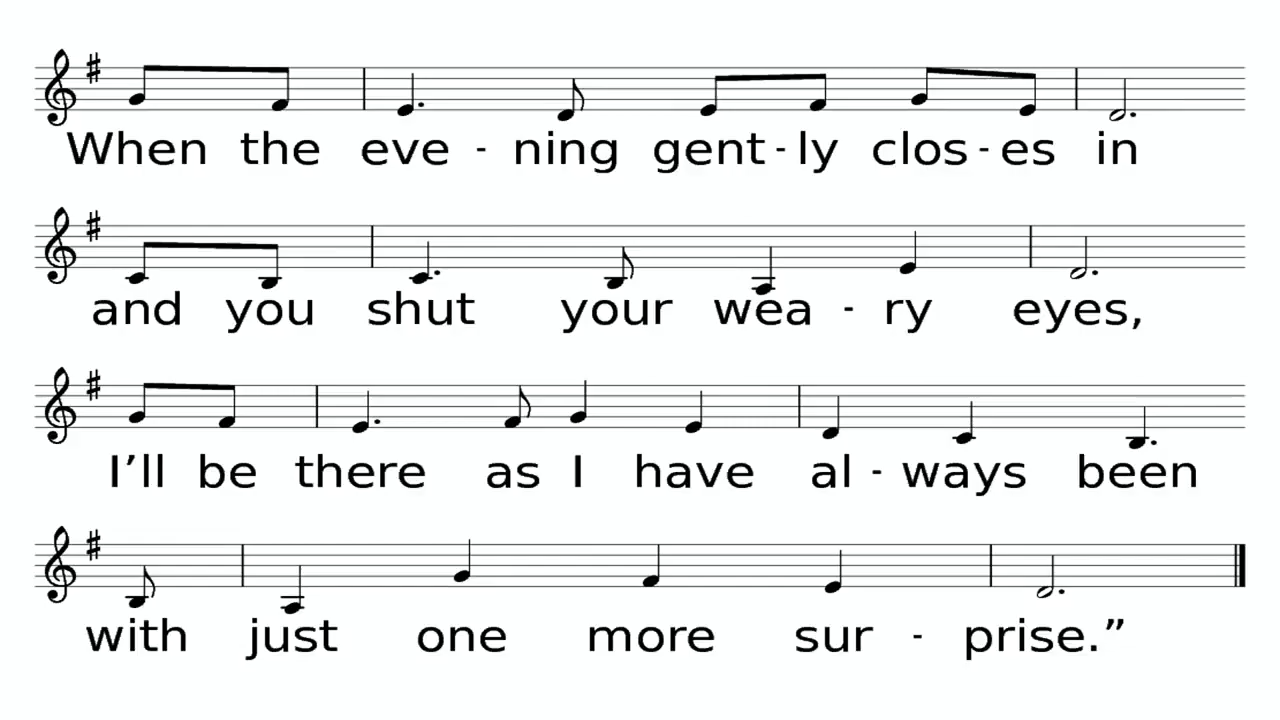 When the eve - ning gent - ly clos - es in
and you shut your wea - ry eyes,
I’ll be there as I have al - ways been
with just one more sur - prise.”